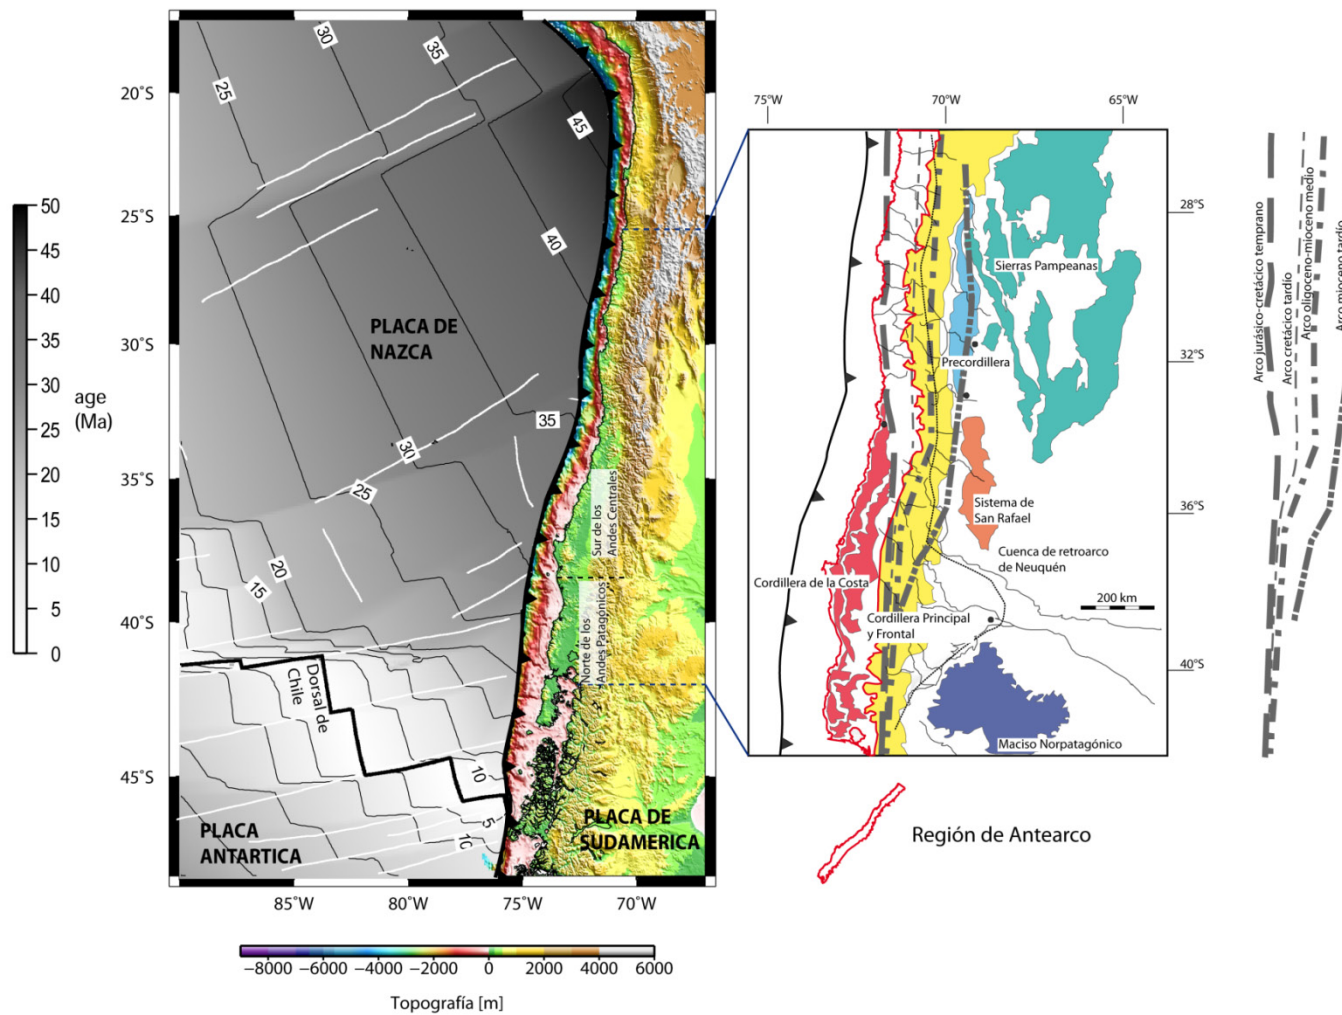 20°S
25°S
30°S
35°S
40°S
45°S
85°W
80°W
75°W
70°W
50
45
40
35
30
25
20
15
10
5
0
age
(Ma)
25
30
35
45
40
35
30
25
20
15
10
5
10
PLACA DE
NAZCA
Dorsal de
Chile
PLACA
ANTARTICA
PLACA DE
SUDAMERICA
Sur de los
Andes Centrales
Norte de los
Andes Patagónicos
−8000
−6000
−4000
−2000
0
2000
4000
6000
Topografía [m]
75°W
70°W
65°W
28°S
32°S
36°S
40°S
Sierras Pampeanas
Precordillera
Sistema de
San Rafael
Cuenca de retroarco
de Neuquén
Cordillera de la Costa
200 km
Cordillera Principal
y Frontal
Maciso Norpatagónico
Región de Antearco
Arco jurásico-cretácico temprano
Arco cretácico tardío
Arco oligoceno-mioceno medio
Arco mioceno tardío